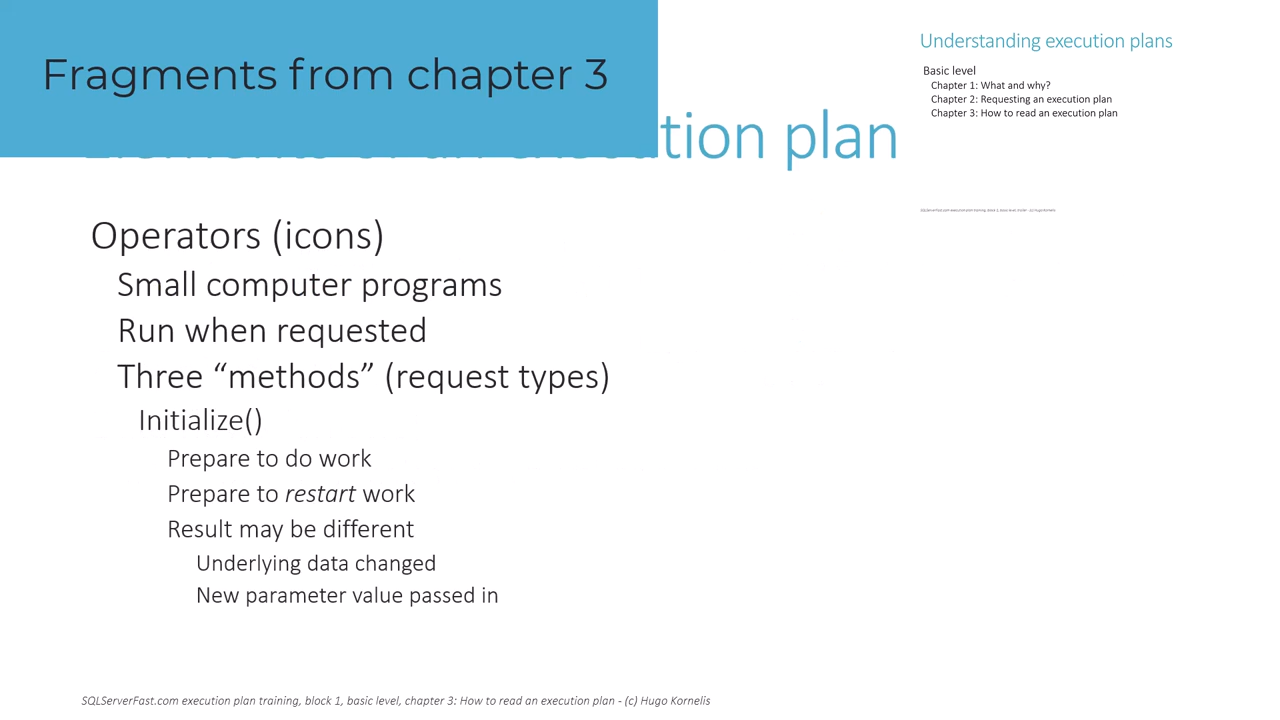 Fragments from chapter 3
Understanding execution plans
Basic level
Chapter 1: What and why?
Chapter 2: Requesting an execution plan
Chapter 3: How to read an execution plan
plan
SQLServerFast.com execution plan training, block 1, basic level, chapter 3: How to read an execution plan - (c) Hugo Kornelis
Operators (icons)
Small computer programs
Run when requested
Three “methods” (request types)
Initialize()
Prepare to do work
Prepare to restart work
Result may be different
Underlying data changed
New parameter value passed in